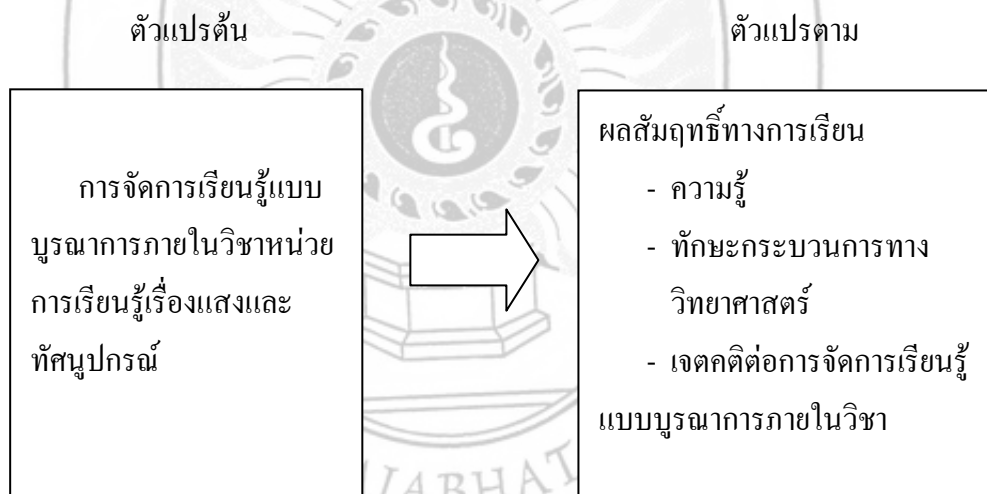 ตัวแปรต้น
ตัวแปรตาม
การจัดการเรียนรู้แบบ
บูรณาการภายในวิชาหน่วย
การเรียนรู้เรื่องแสงและ
ทัศนูปกรณ์
ผลสัมฤทธิ์ทางการเรียน
- ความรู้
- ทักษะกระบวนการทาง
วิทยาศาสตร์
- เจตคติต่อการจัดการเรียนรู้
แบบบูรณาการภายในวิชา
JABHAT